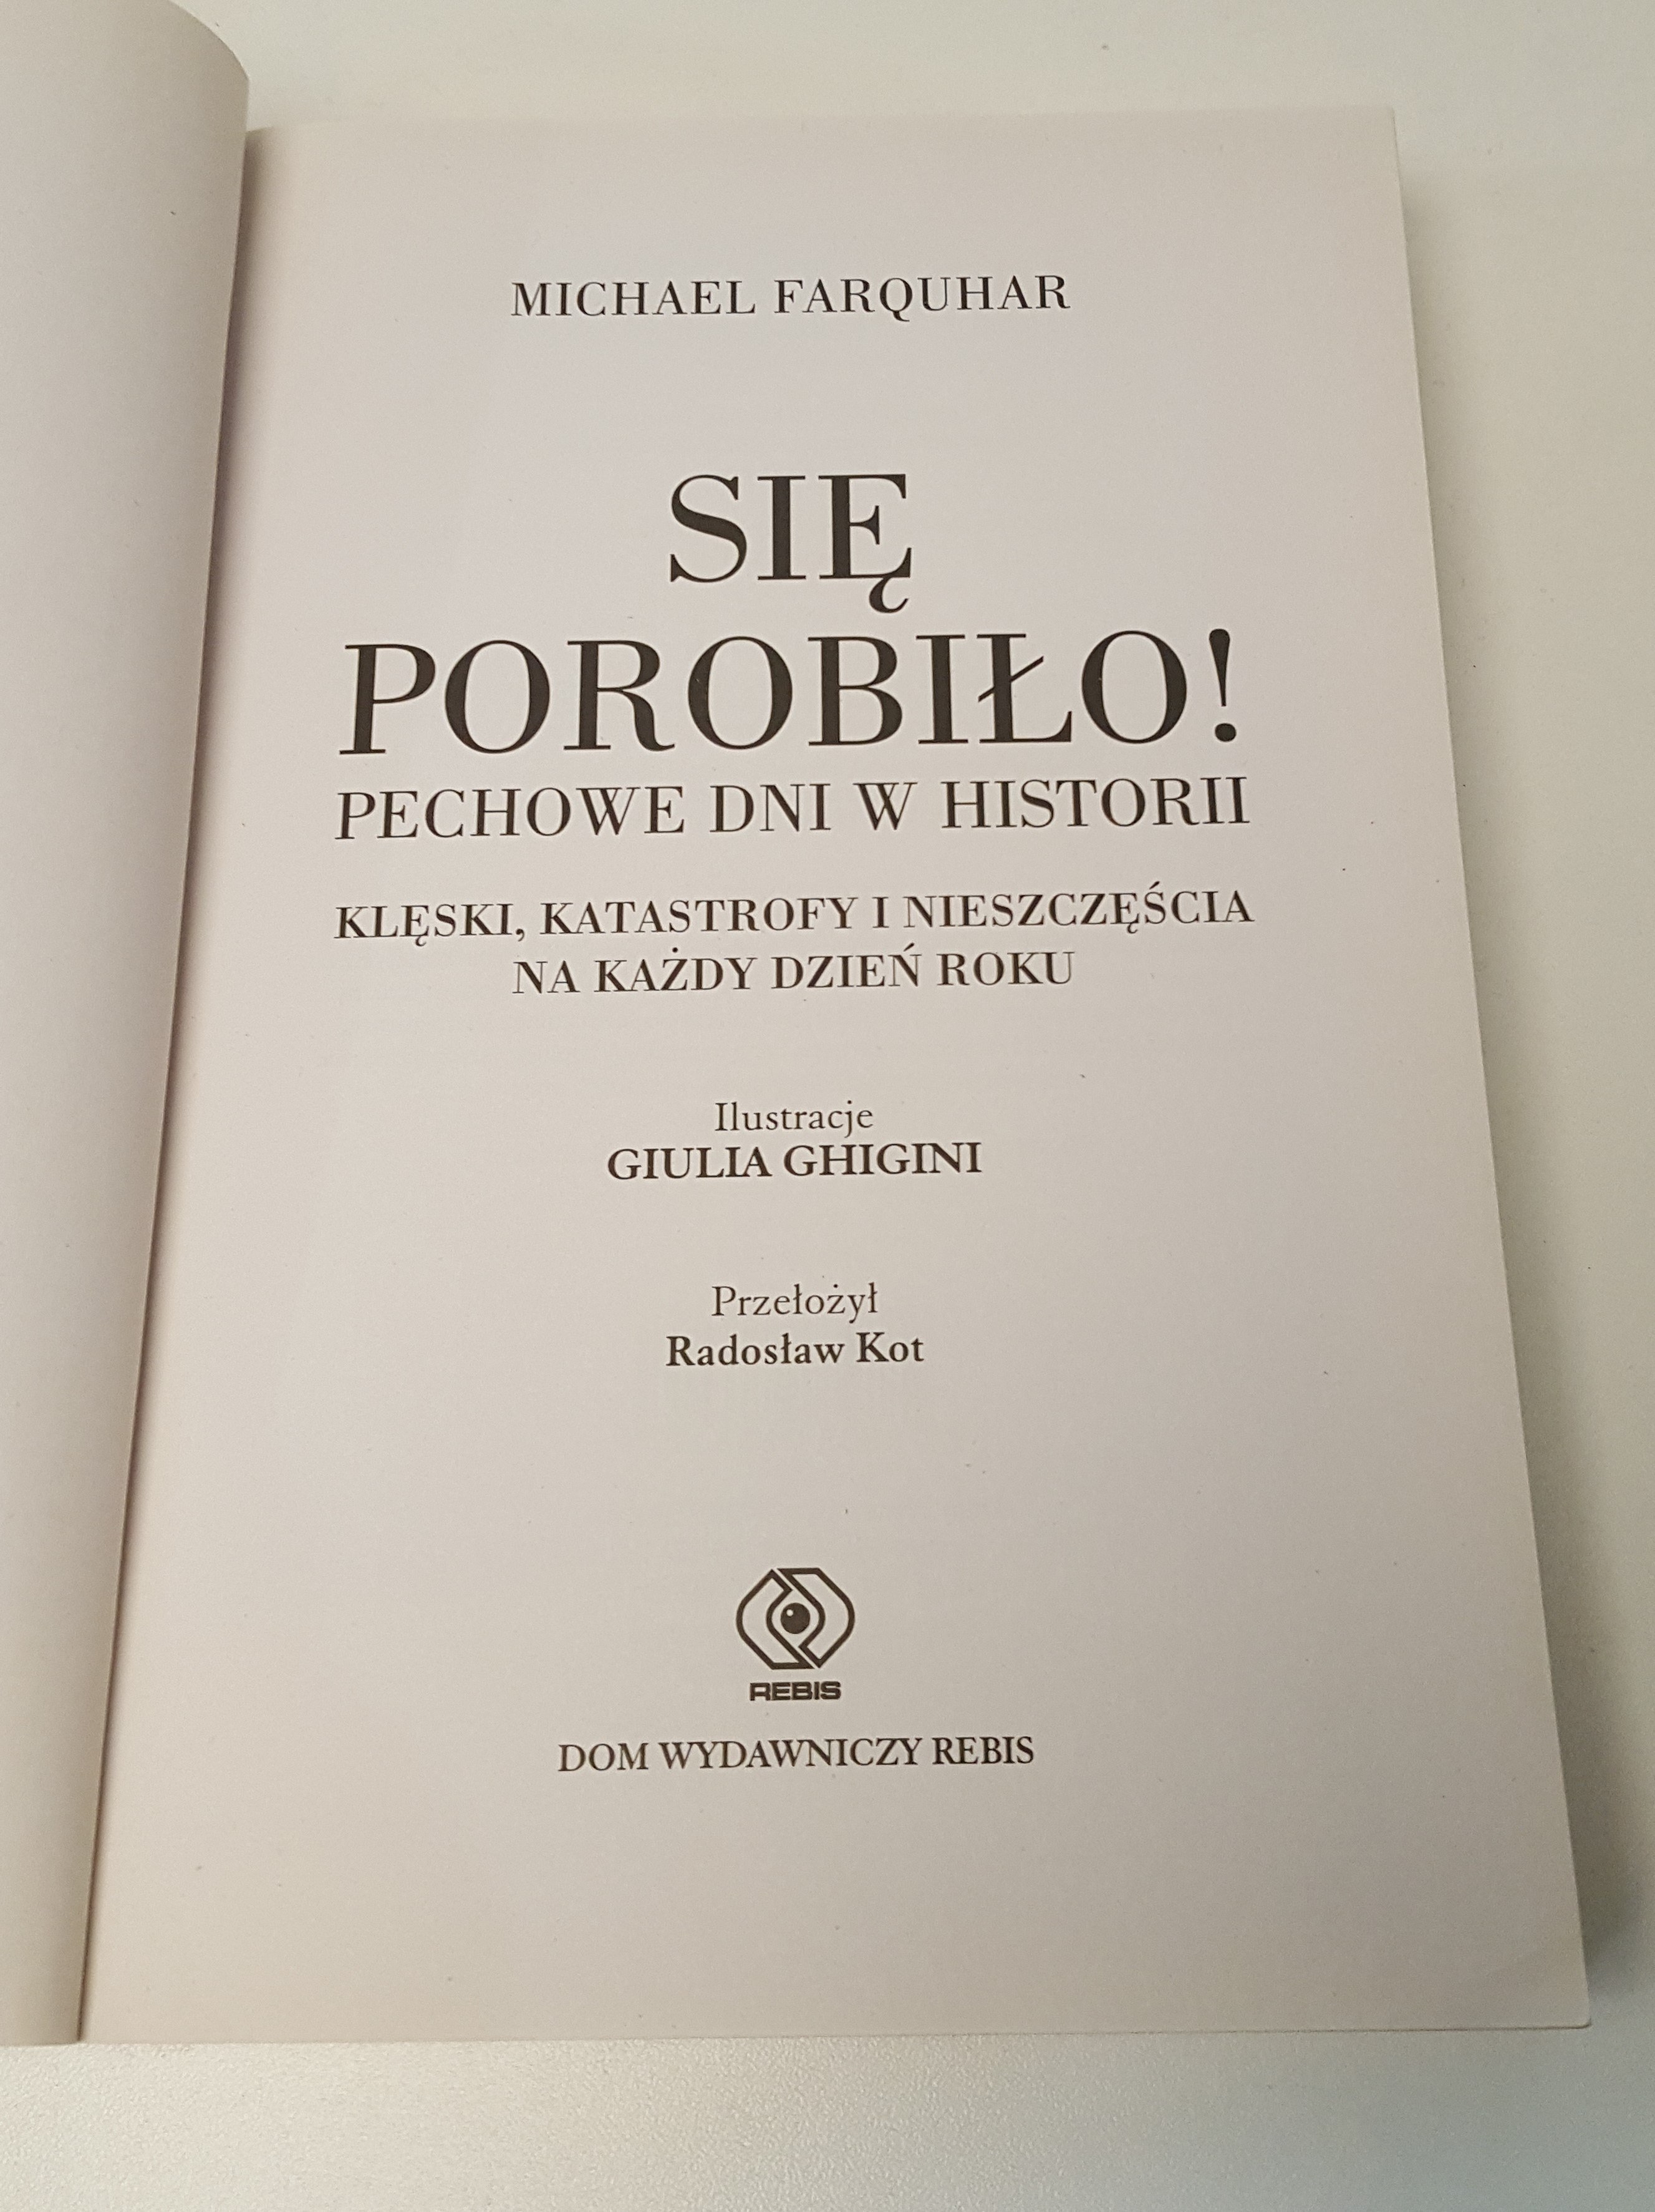 MICHAEL FARQUHAR
SIĘ
POROBIŁO!
PECHOWE DNI W HISTORII
KLĘSKI, KATASTROFY I NIESZCZĘŚCIA
NA KAŻDY DZIEŃ ROKU
Ilustracje
GIULIA GHIGINI
Przełożył
Radosław Kot
REBIS
DOM WYDAWNICZY REBIS